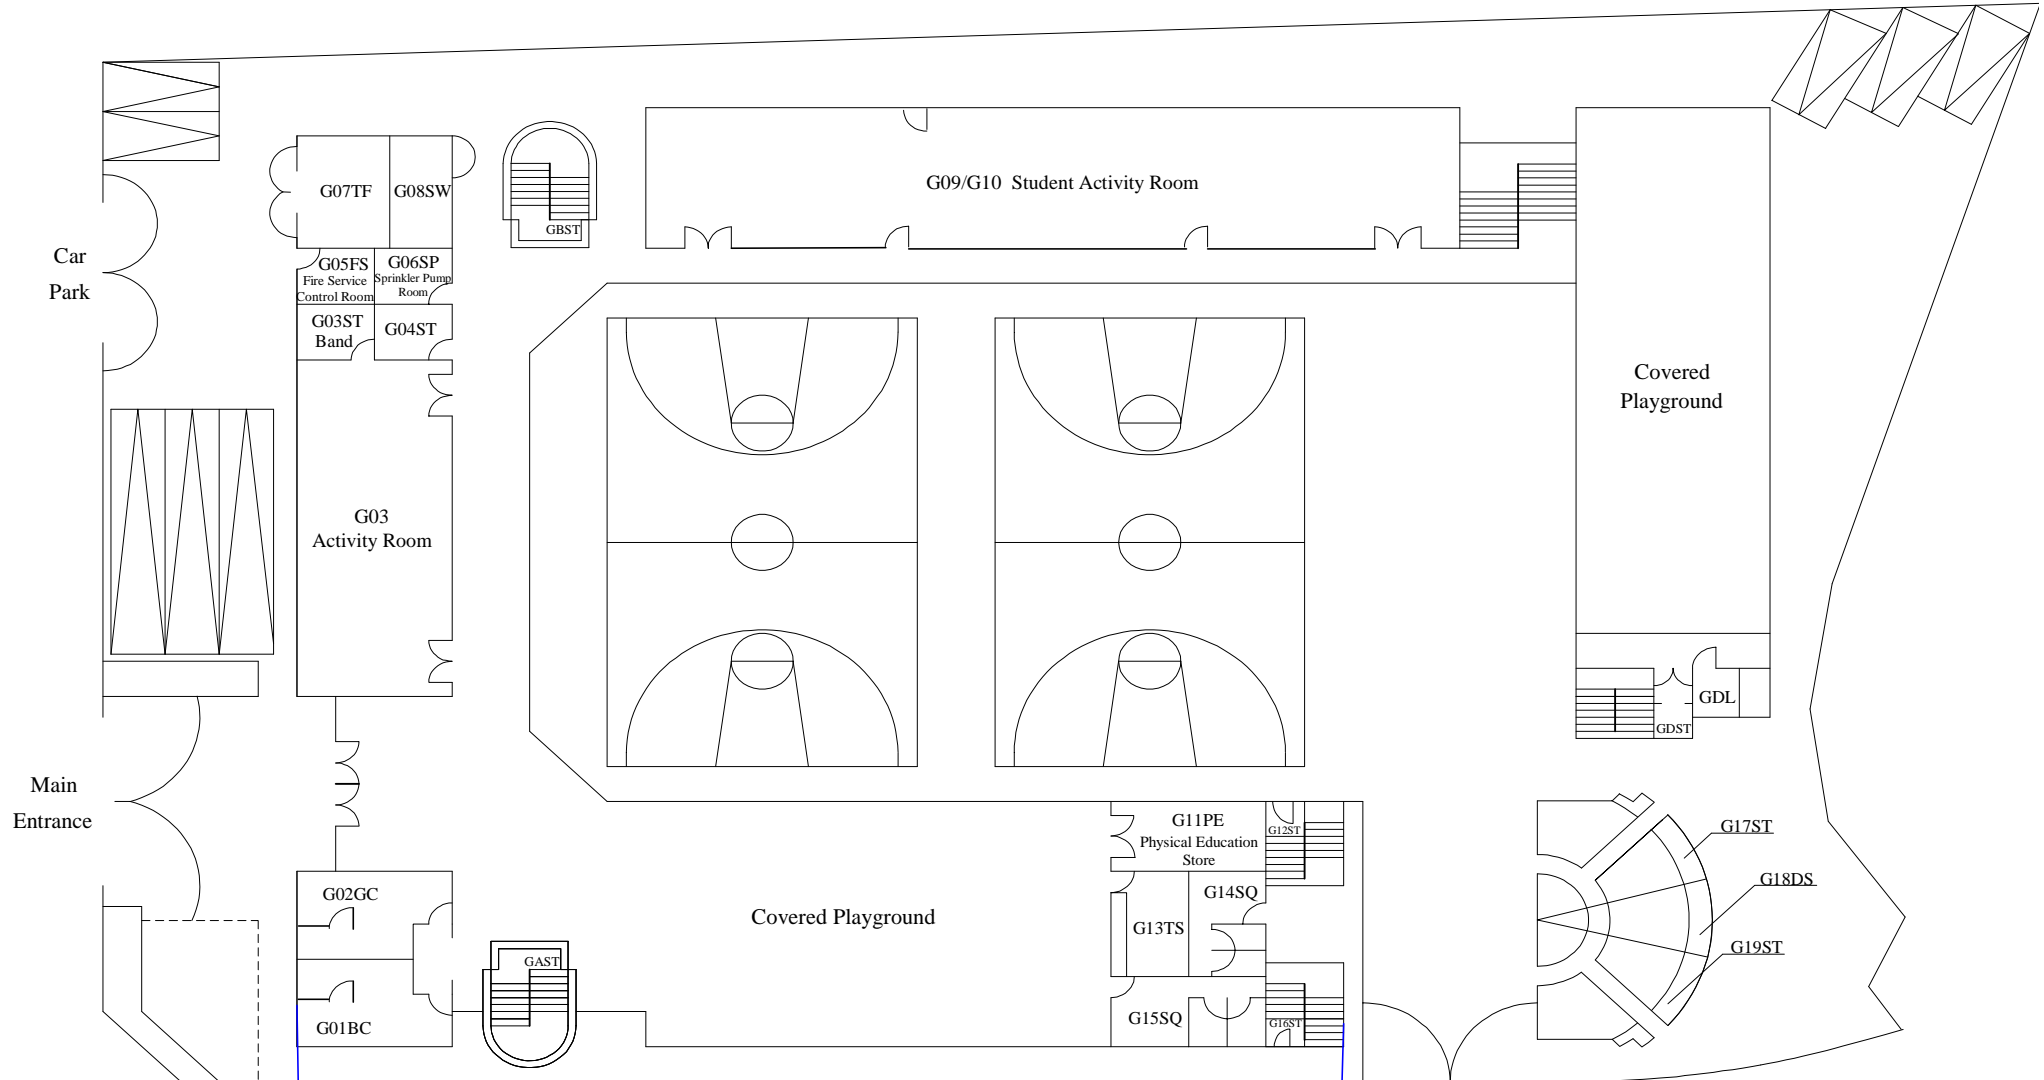 G07TF
G08SW
GBST
G09/G10 Student Activity Room
Car
Park
G05FS
Fire Service
Control Room
G06SP
Sprinkler Pump
Room
G03ST
Band
G04ST
Covered
Playground
G03
Activity Room
GDL
GDST
Main
Entrance
G11PE
Physical Education
Store
G12ST
G17ST
G02GC
G14SQ
G18DS
Covered Playground
G13TS
G19ST
GAST
G01BC
G15SQ
G16ST